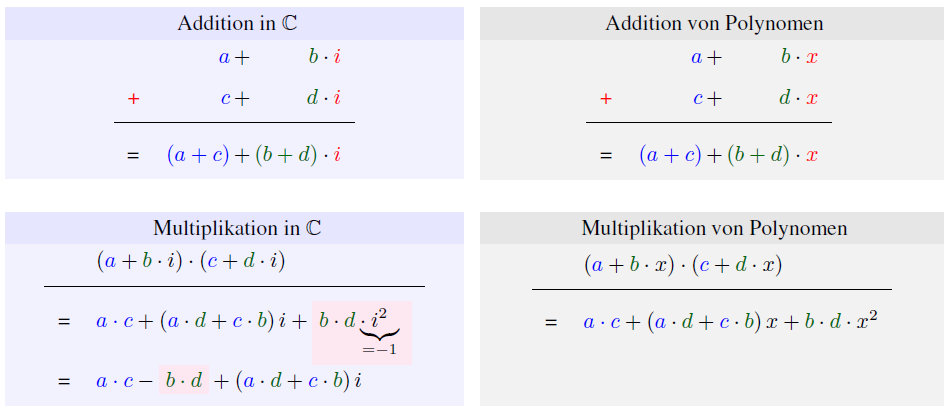 Addition in ℂ
a + b · i
+ c + d · i
= (a + c) + (b + d) · i
Addition von Polynomen
a + b · x
+ c + d · x
= (a + c) + (b + d) · x
Multiplikation in ℂ
(a + b · i) · (c + d · i)
= a · c + (a · d + c · b) i + b · d · i²
=−1
= a · c − b · d + (a · d + c · b) i
Multiplikation von Polynomen
(a + b · x) · (c + d · x)
= a · c + (a · d + c · b) x + b · d · x²